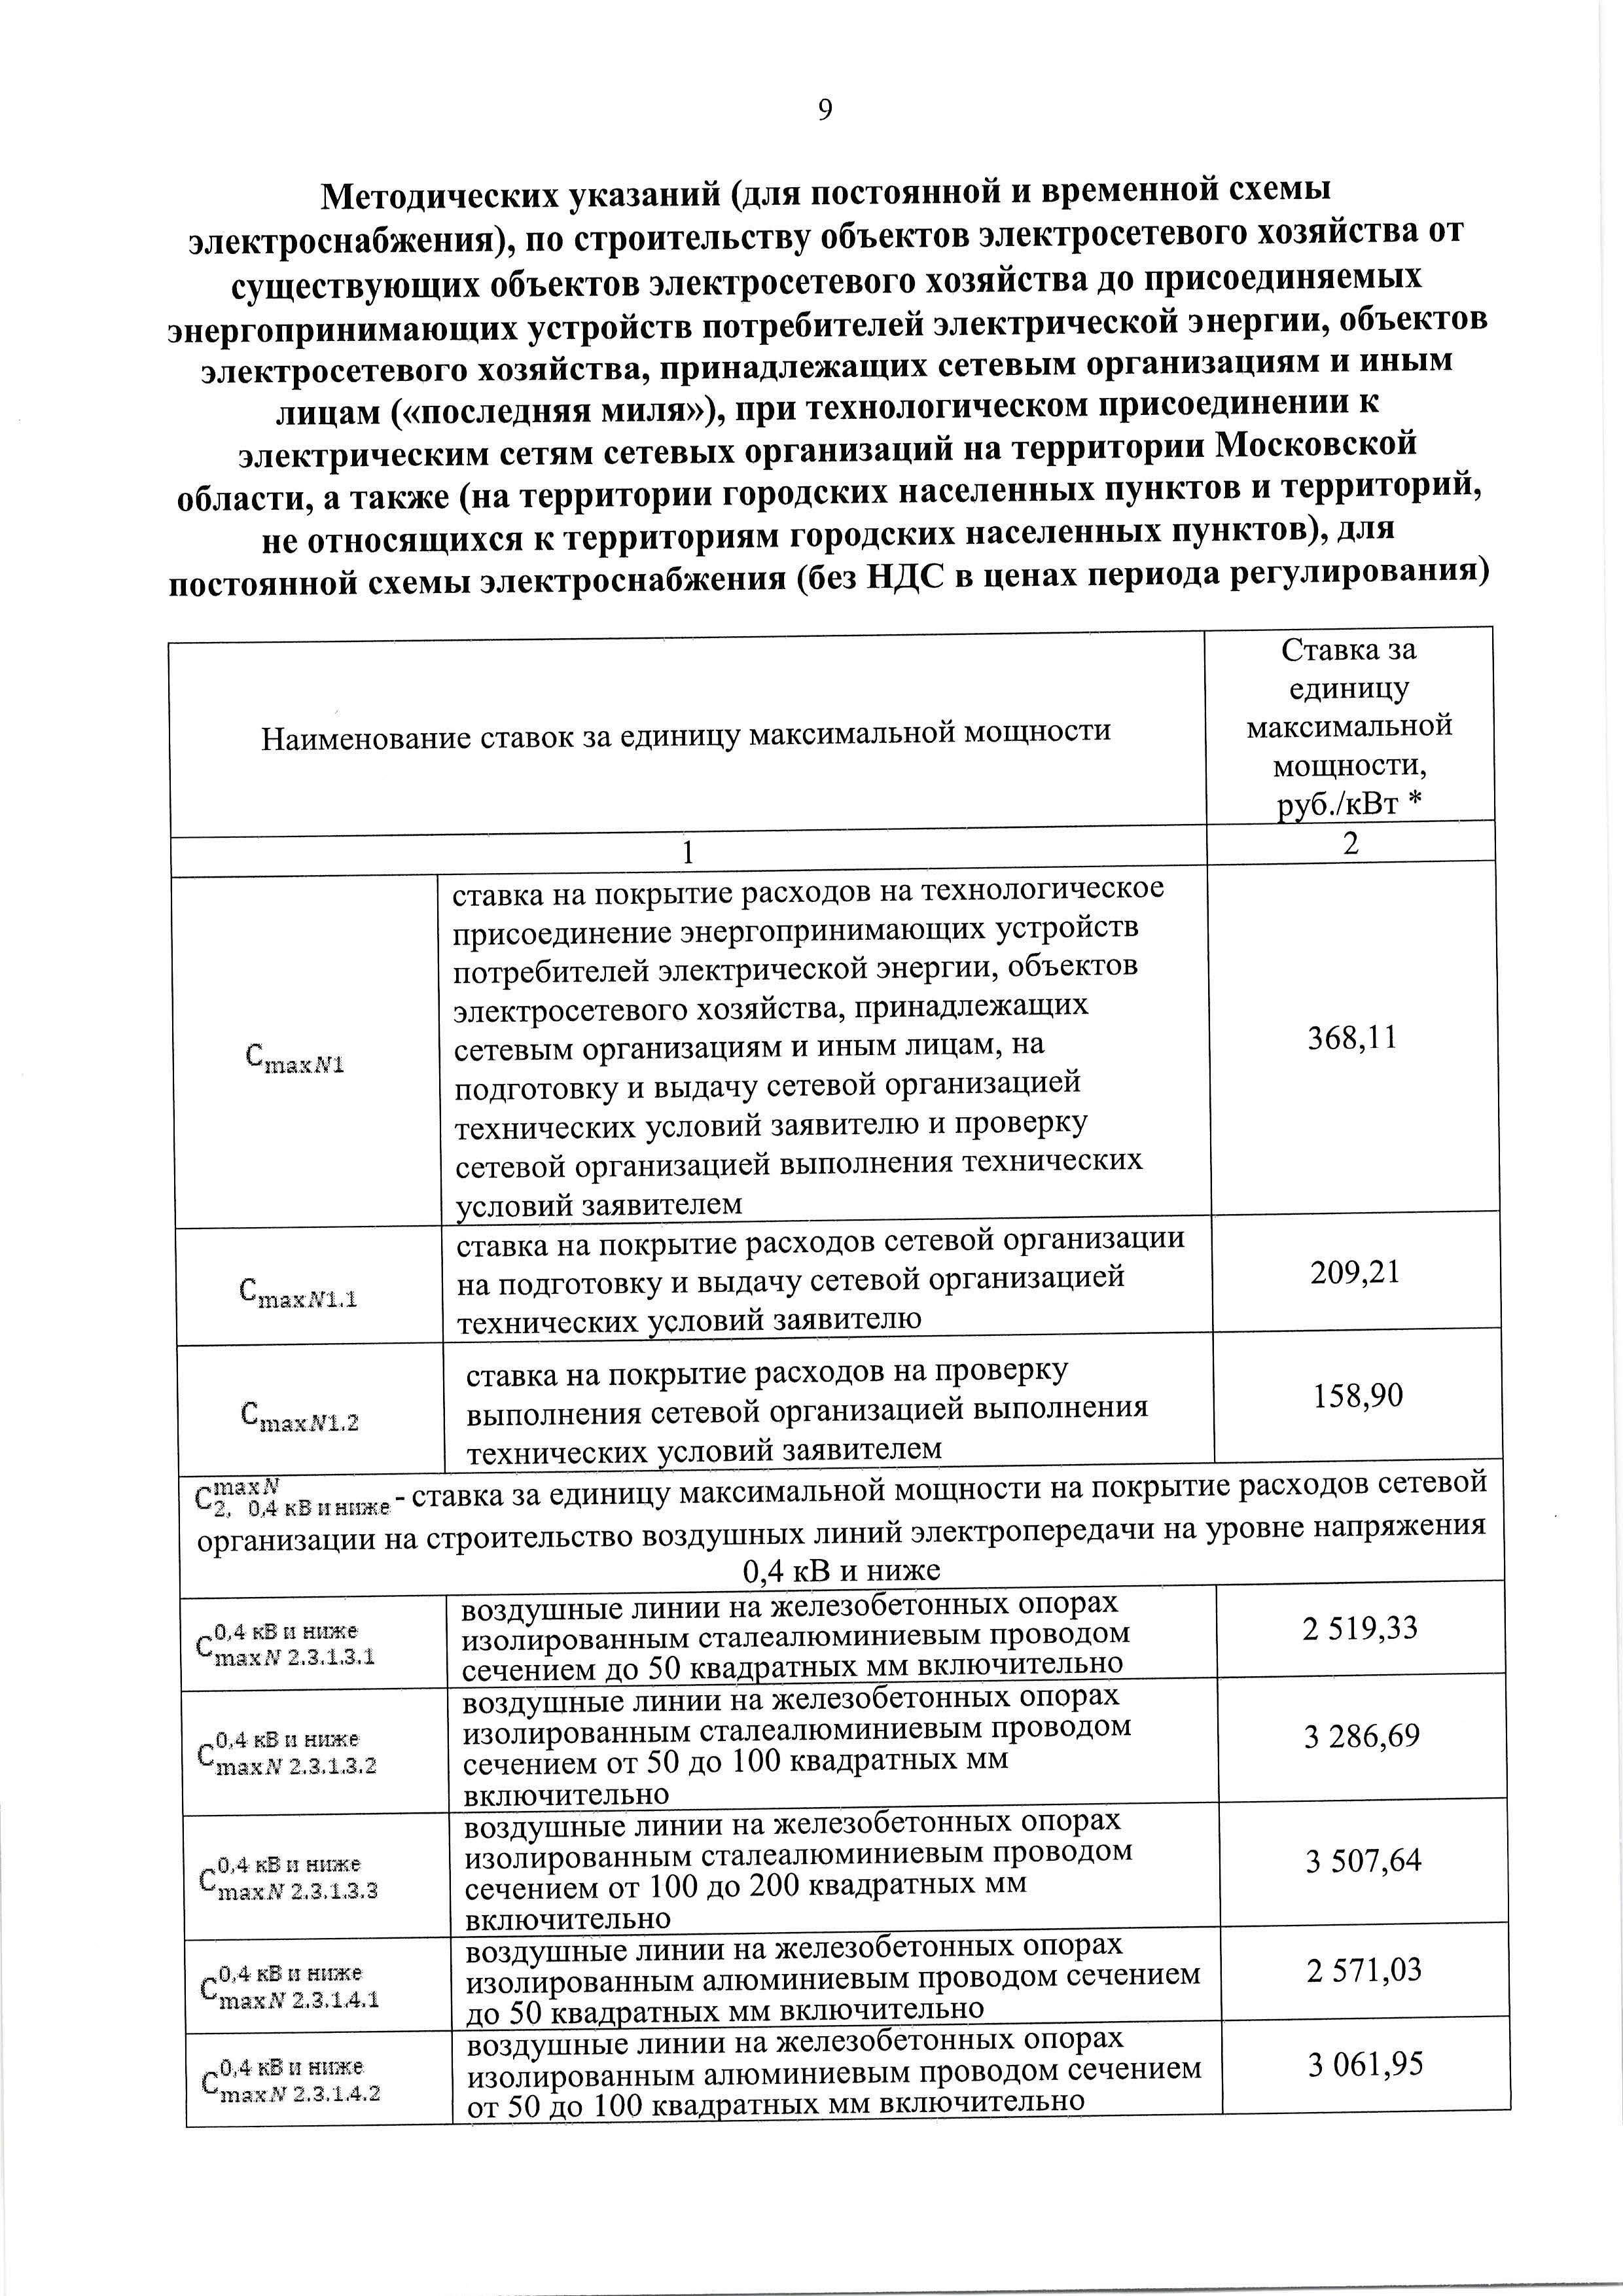 9
Методических указаний (для постоянной и временной схемы
электроснабжения), по строительству объектов электросетевого хозяйства от
существующих объектов электросетевого хозяйства до присоединяемых
энергопринимающих устройств потребителей электрической энергии, объектов
электросетевого хозяйства, принадлежащих сетевым организациям и иным
лицам («последняя миля»), при технологическом присоединении к
электрическим сетям сетевых организаций на территории Московской
области, а также (на территории городских населенных пунктов и территорий,
не относящихся к территориям городских населенных пунктов), для
постоянной схемы электроснабжения (без НДС в ценах периода регулирования)
Наименование ставок за единицу максимальной мощности
Ставка за
единицу
максимальной
мощности,
руб./кВт *
1
2
CmaxN1
ставка на покрытие расходов на технологическое
присоединение энергопринимающих устройств
потребителей электрической энергии, объектов
электросетевого хозяйства, принадлежащих
сетевым организациям и иным лицам, на
подготовку и выдачу сетевой организацией
технических условий заявителю и проверку
сетевой организацией выполнения технических
условий заявителем
368,11
CmaxN1.1
ставка на покрытие расходов сетевой организации
на подготовку и выдачу сетевой организацией
технических условий заявителю
209,21
CmaxN1.2
ставка на покрытие расходов на проверку
выполнения сетевой организацией выполнения
технических условий заявителем
158,90
C maxN 2, 0,4 кВ и ниже - ставка за единицу максимальной мощности на покрытие расходов сетевой
организации на строительство воздушных линий электропередачи на уровне напряжения
0,4 кВ и ниже
C 0,4 кВ и ниже
maxN 2.3.1.3.1
воздушные линии на железобетонных опорах
изолированным сталеалюминиевым проводом
сечением до 50 квадратных мм включительно
2 519,33
C 0,4 кВ и ниже
maxN 2.3.1.3.2
воздушные линии на железобетонных опорах
изолированным сталеалюминиевым проводом
сечением от 50 до 100 квадратных мм
включительно
3 286,69
C 0,4 кВ и ниже
maxN 2.3.1.3.3
воздушные линии на железобетонных опорах
изолированным сталеалюминиевым проводом
сечением от 100 до 200 квадратных мм
включительно
3 507,64
C 0,4 кВ и ниже
maxN 2.3.1.4.1
воздушные линии на железобетонных опорах
изолированным алюминиевым проводом сечением
до 50 квадратных мм включительно
2 571,03
C 0,4 кВ и ниже
maxN 2.3.1.4.2
воздушные линии на железобетонных опорах
изолированным алюминиевым проводом сечением
от 50 до 100 квадратных мм включительно
3 061,95